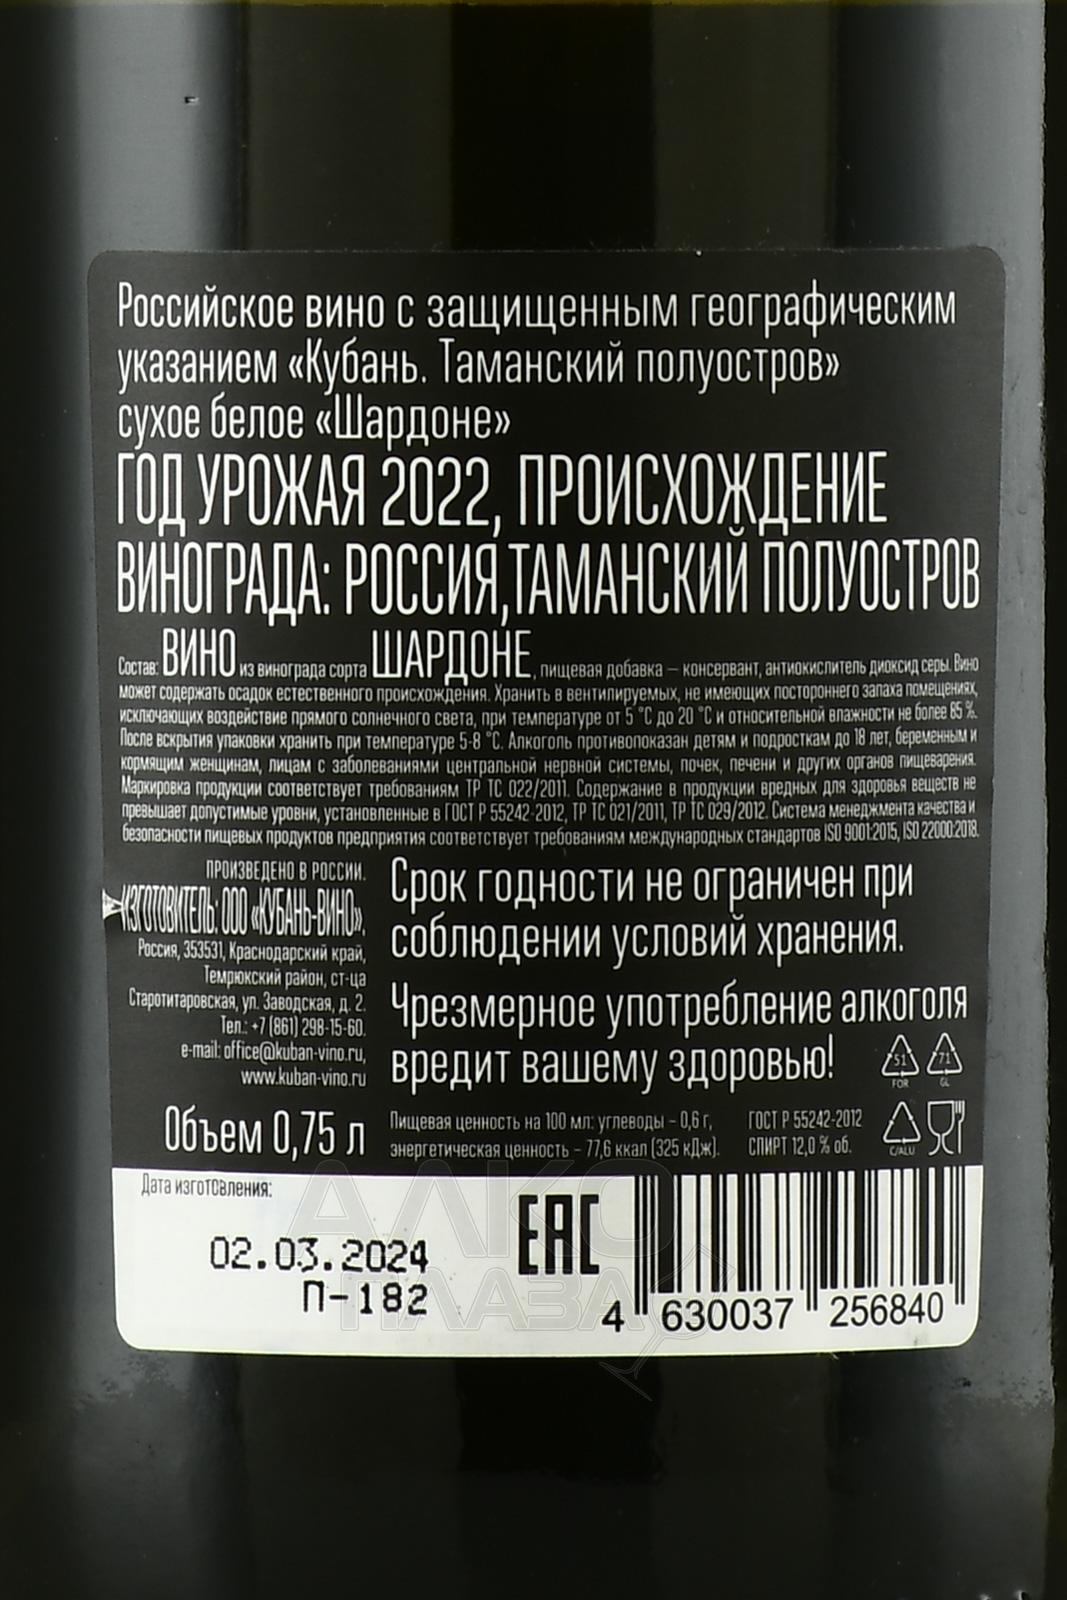 Российское вино с защищенным географическим
указанием «Кубань. Таманский полуостров»
сухое белое «Шардоне»
ГОД УРОЖАЯ 2022, ПРОИСХОЖДЕНИЕ
ВИНОГРАДА: РОССИЯ,ТАМАНСКИЙ ПОЛУОСТРОВ
Состав: ВИНО из винограда сорта ШАРДОНЕ, пищевая добавка – консервант, антиокислитель диоксид серы. Вино
может содержать осадок естественного происхождения. Хранить в вентилируемых, не имеющих постороннего запаха помещениях,
исключающих воздействие прямого солнечного света, при температуре от 5 °С до 20 °С и относительной влажности не более 85 %.
После вскрытия упаковки хранить при температуре 5-8 °С. Алкоголь противопоказан детям и подросткам до 18 лет, беременным и
кормящим женщинам, лицам с заболеваниями центральной нервной системы, почек, печени и других органов пищеварения.
Маркировка продукции соответствует требованиям ТР ТС 022/2011. Содержание в продукции вредных для здоровья веществ не
превышает допустимые уровни, установленные в ГОСТ Р 55242-2012, ТР ТС 021/2011, ТР ТС 029/2012. Система менеджмента качества и
безопасности пищевых продуктов предприятия соответствует требованиям международных стандартов ISO 9001:2015, ISO 22000:2018.
ПРОИЗВЕДЕНО В РОССИИ.
ИЗГОТОВИТЕЛЬ: ООО «КУБАНЬ-ВИНО».
Россия, 353531, Краснодарский край,
Темрюкский район, ст-ца
Старотитаровская, ул. Заводская, д. 2.
Тел.: +7 (861) 298-15-60.
e-mail: office@kuban-vino.ru,
www.kuban-vino.ru
Объем 0,75 л
Срок годности не ограничен при
соблюдении условий хранения.
Чрезмерное употребление алкоголя
вредит вашему здоровью!
51
FOR
71
GL
C/ALU
Пищевая ценность на 100 мл: углеводы – 0,6 г,
энергетическая ценность – 77,6 ккал (325 кДж).
ГОСТ Р 55242-2012
СПИРТ 12,0 % об.
Дата изготовления:
02.03.2024
П-182
ЕАС
4 630037 256840
АЛКО
ПЛАЗА